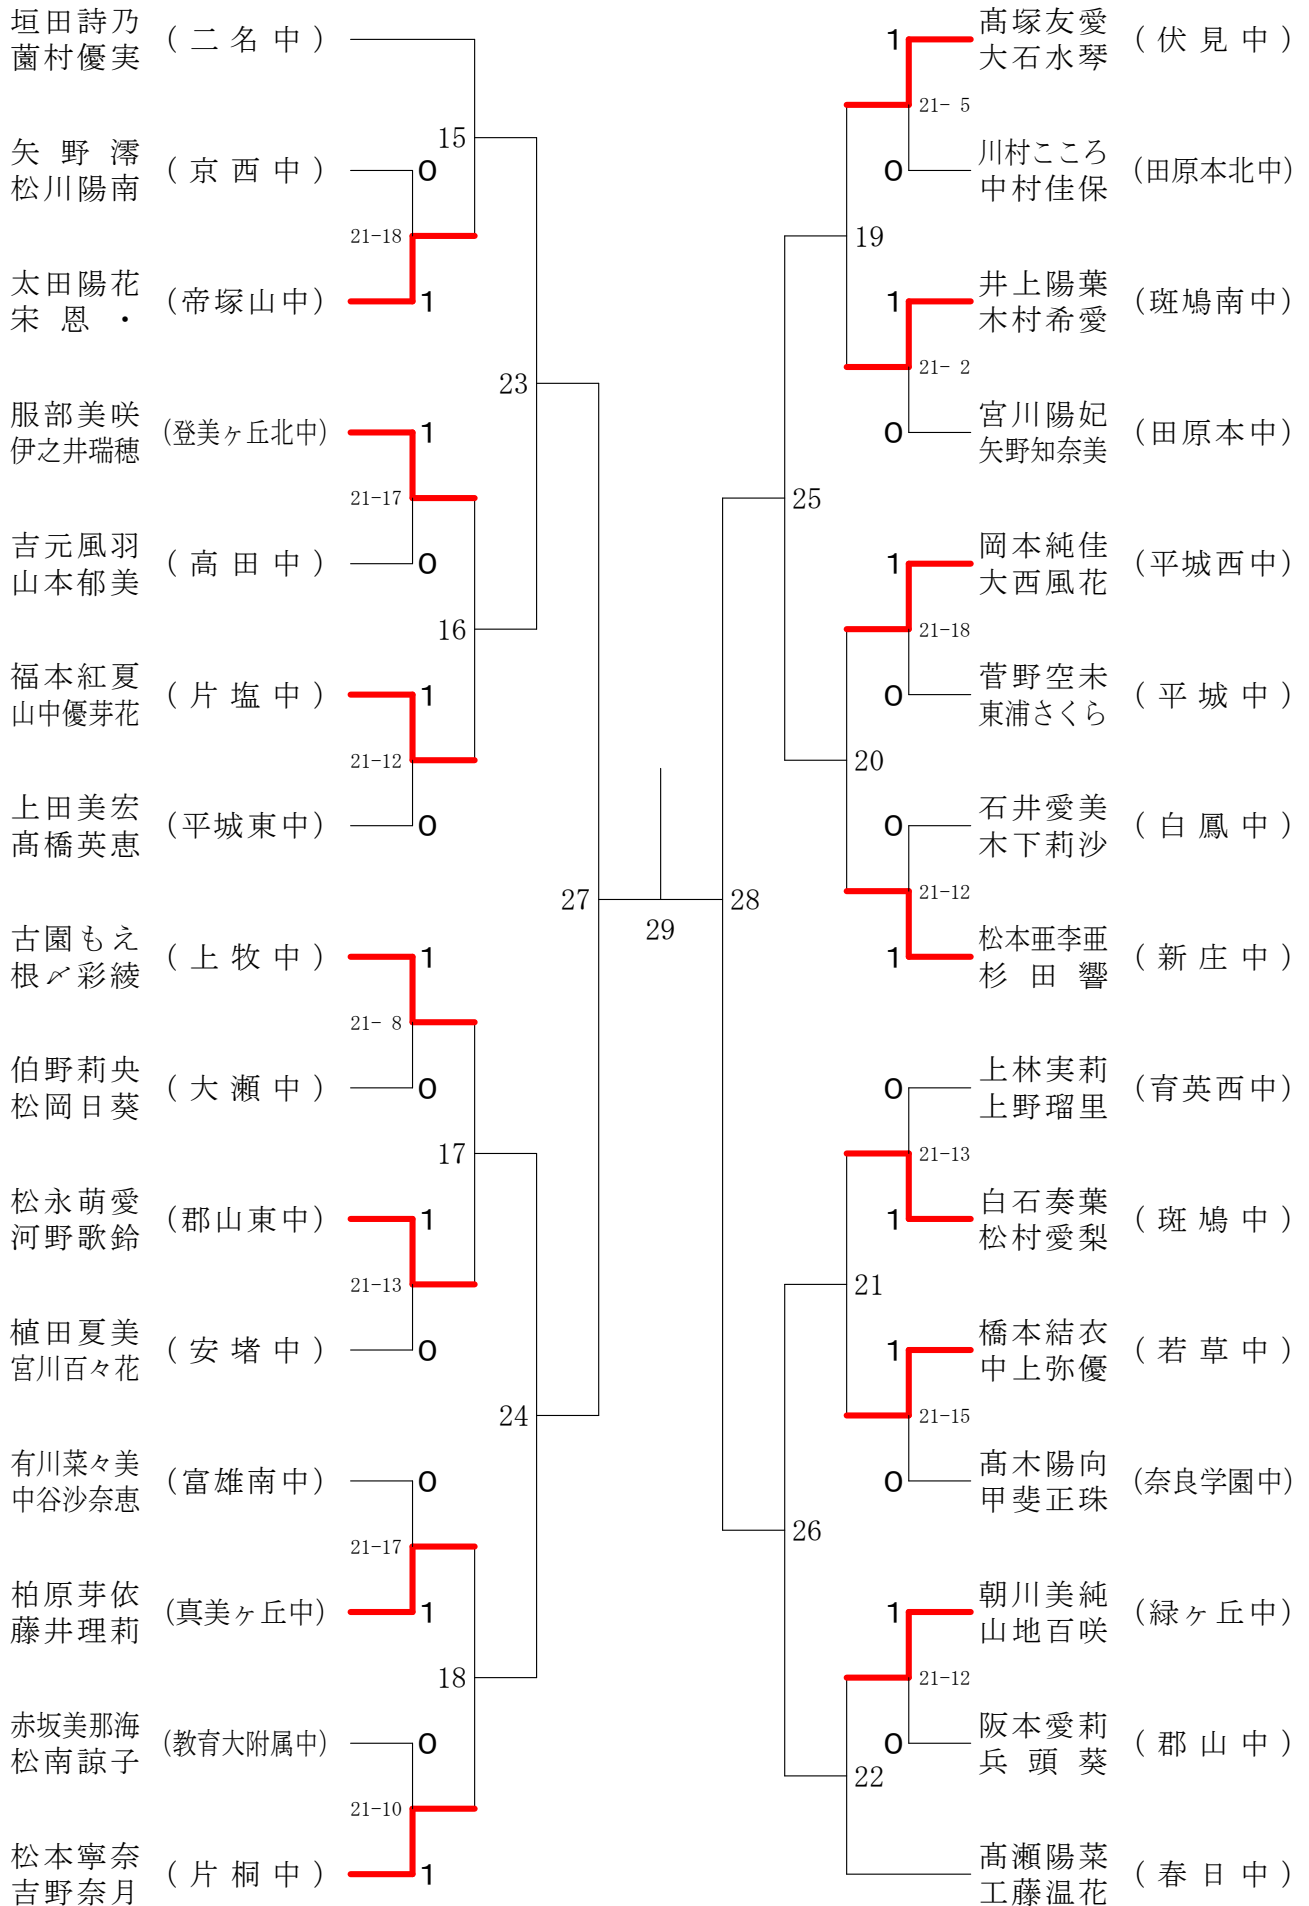 垣田詩乃
薗村優実
(二名中)
15
矢野澪
松川陽南
(京西中)
0
21-18
太田陽花
宋恩・
(帝塚山中)
1
23
服部美咲
伊之井瑞穂
(登美ヶ丘北中)
1
21-17
吉元風羽
山本郁美
(高田中)
0
16
福本紅夏
山中優芽花
(片塩中)
1
21-12
上田美宏
髙橋英恵
(平城東中)
0
27
古園もえ
根〆彩綾
(上牧中)
1
21- 8
伯野莉央
松岡日葵
(大瀬中)
0
17
松永萌愛
河野歌鈴
(郡山東中)
1
21-13
植田夏美
宮川百々花
(安堵中)
0
24
有川菜々美
中谷沙奈恵
(富雄南中)
0
21-17
柏原芽依
藤井理莉
(真美ヶ丘中)
1
18
赤坂美那海
松南諒子
(教育大附属中)
0
21-10
松本寧奈
吉野奈月
(片桐中)
1
29
髙塚友愛
大石水琴
(伏見中)
1
21- 5
川村こころ
中村佳保
(田原本北中)
0
19
井上陽葉
木村希愛
(斑鳩南中)
1
21- 2
宮川陽妃
矢野知奈美
(田原本中)
0
25
岡本純佳
大西風花
(平城西中)
1
21-18
菅野空未
東浦さくら
(平城中)
0
20
石井愛美
木下莉沙
(白鳳中)
0
21-12
松本亜李亜
杉田響
(新庄中)
1
28
上林実莉
上野瑠里
(育英西中)
0
21-13
白石奏葉
松村愛梨
(斑鳩中)
1
21
橋本結衣
中上弥優
(若草中)
1
21-15
髙木陽向
甲斐正珠
(奈良学園中)
0
26
朝川美純
山地百咲
(緑ヶ丘中)
1
21-12
阪本愛莉
兵頭葵
(郡山中)
0
22
髙瀬陽菜
工藤温花
(春日中)